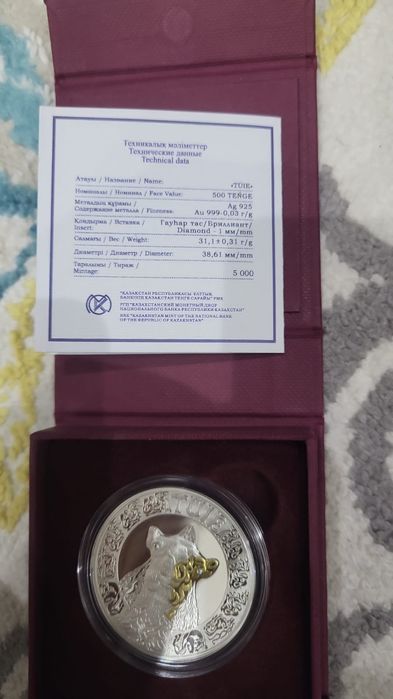 Техникалық мәліметтер
Технические данные
Technical data
Атауы / Название / Name: «TÚIE»
Номиналы / Номинал / Face Value: 500 TEŃGE
Металдың құрамы / Ag 925
Содержание металла / Fineness: Au 999-0,03 г/g
Қондырма / Вставка / Гауһар тас/Бриллиант/
Insert: Diamond - 1 мм/mm
Салмағы / Вес / Weight: 31,1±0,31 г/g
Диаметрі / Диаметр / Diameter: 38,61 мм/mm
Таралымы / Тираж /
Mintage: 5 000
"ҚАЗАҚСТАН РЕСПУБЛИКАСЫ ҰЛТТЫҚ
БАНКІНІҢ ҚАЗАҚСТАН ТЕҢГЕ САРАЙЫ" РМК
РГП "КАЗАХСТАНСКИЙ МОНЕТНЫЙ ДВОР
НАЦИОНАЛЬНОГО БАНКА РЕСПУБЛИКИ КАЗАХСТАН"
RSE "KAZAKHSTAN MINT OF THE NATIONAL BANK
OF THE REPUBLIC OF KAZAKHSTAN"
TÚIE